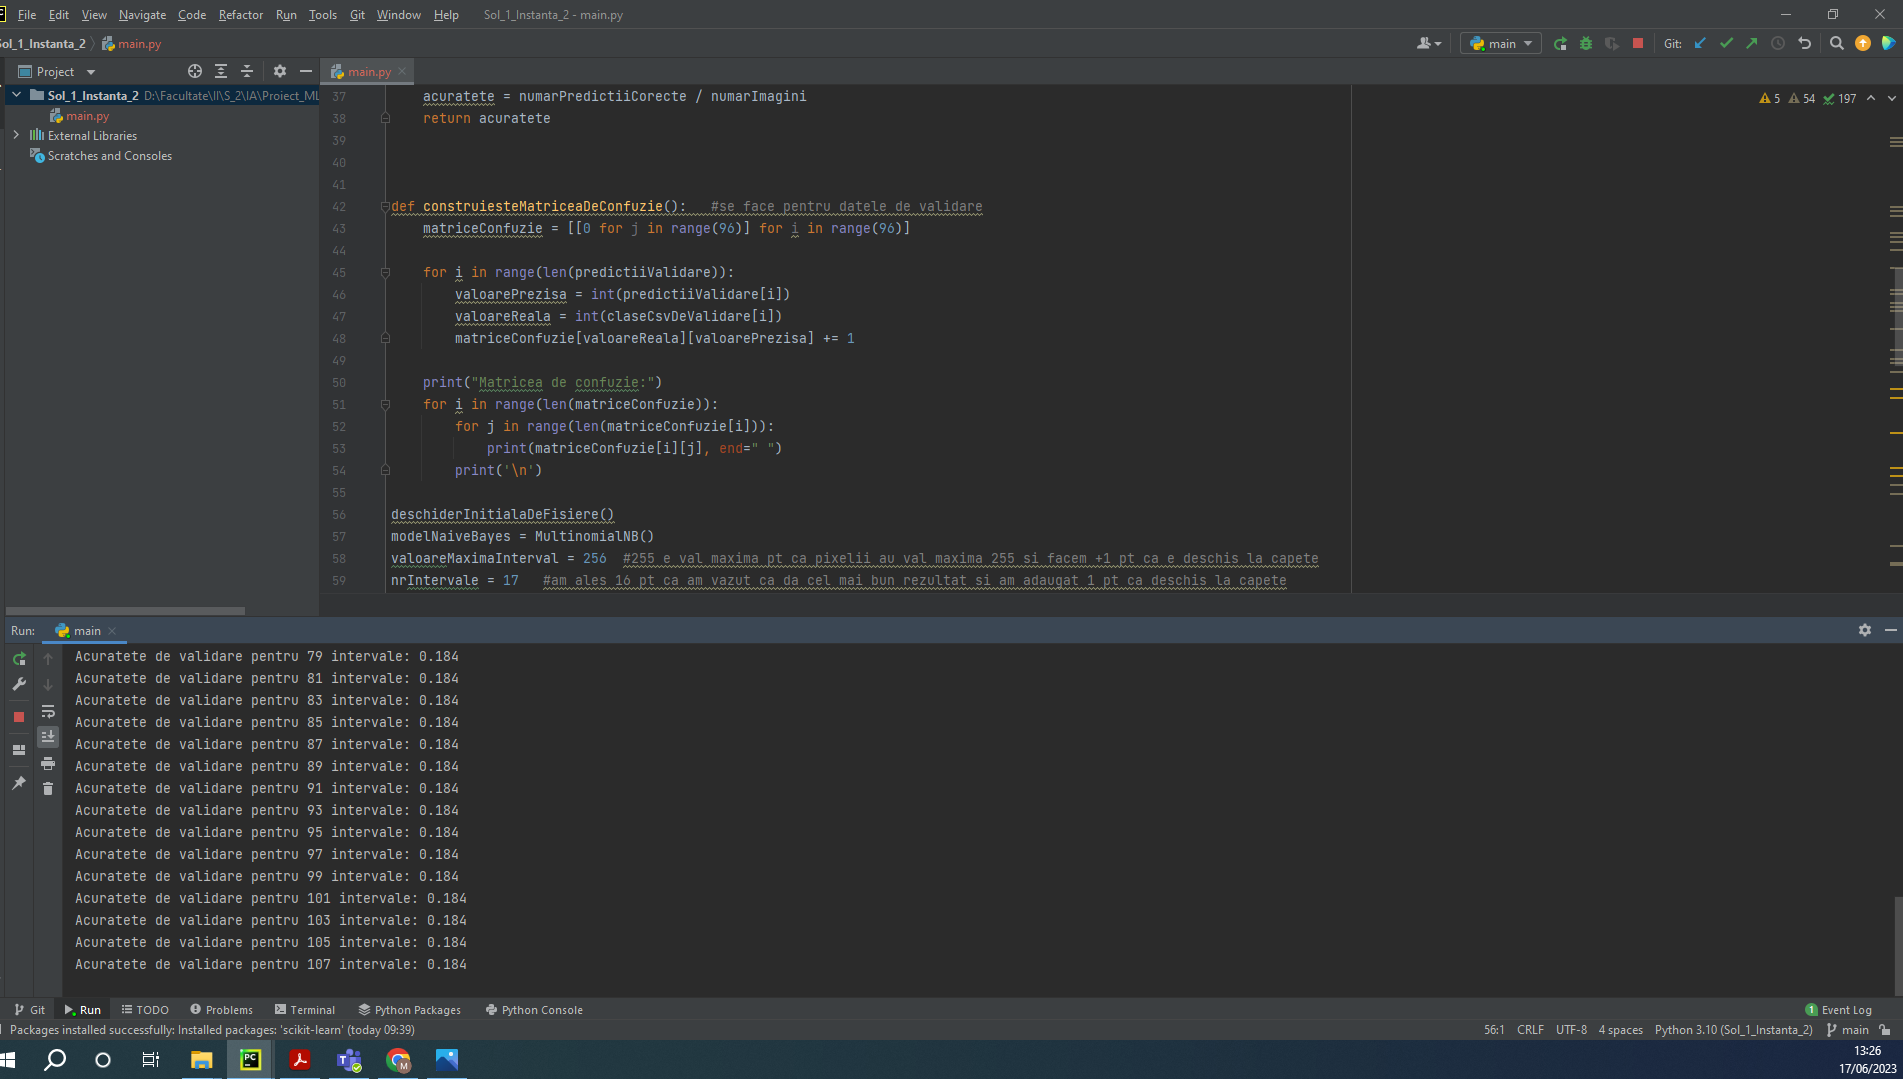 File Edit View Navigate Code Refactor Run Tools Git Window Help Sol_1_Instanta_2 - main.py
Sol_1_Instanta_2 main.py
main
Git:
Project
main.py
Sol_1_Instanta_2 D:\Facultate\II\S_2\IA\Proiect_ML
main.py
External Libraries
Scratches and Consoles
5 54 197
37 acuratete = numarPredictiiCorecte / numarImagini
38 return acuratete
39
40
41
42 def construiesteMatriceaDeConfuzie(): #se face pentru datele de validare
43 matriceConfuzie = [[0 for j in range(96)] for i in range(96)]
44
45 for i in range(len(predictiiValidare)):
46 valoarePrezisa = int(predictiiValidare[i])
47 valoareReala = int(claseCsvDeValidare[i])
48 matriceConfuzie[valoareReala][valoarePrezisa] += 1
49
50 print("Matricea de confuzie:")
51 for i in range(len(matriceConfuzie)):
52 for j in range(len(matriceConfuzie[i])):
53 print(matriceConfuzie[i][j], end=" ")
54 print('\n')
55
56 deschiderInitialaDeFisiere()
57 modelNaiveBayes = MultinomialNB()
58 valoareMaximaInterval = 256 #255 e val maxima pt ca pixelii au val maxima 255 si facem +1 pt ca e deschis la capete
59 nrIntervale = 17 #am ales 16 pt ca am vazut ca da cel mai bun rezultat si am adaugat 1 pt ca deschis la capete
Run: main
Acuratete de validare pentru 79 intervale: 0.184
Acuratete de validare pentru 81 intervale: 0.184
Acuratete de validare pentru 83 intervale: 0.184
Acuratete de validare pentru 85 intervale: 0.184
Acuratete de validare pentru 87 intervale: 0.184
Acuratete de validare pentru 89 intervale: 0.184
Acuratete de validare pentru 91 intervale: 0.184
Acuratete de validare pentru 93 intervale: 0.184
Acuratete de validare pentru 95 intervale: 0.184
Acuratete de validare pentru 97 intervale: 0.184
Acuratete de validare pentru 99 intervale: 0.184
Acuratete de validare pentru 101 intervale: 0.184
Acuratete de validare pentru 103 intervale: 0.184
Acuratete de validare pentru 105 intervale: 0.184
Acuratete de validare pentru 107 intervale: 0.184
Git Run TODO Problems Terminal Python Packages Python Console 1 Event Log
Packages installed successfully: Installed packages: 'scikit-learn' (today 09:39) 56:1 CRLF UTF-8 4 spaces Python 3.10 (Sol_1_Instanta_2) main
PC M
13:26
17/06/2023